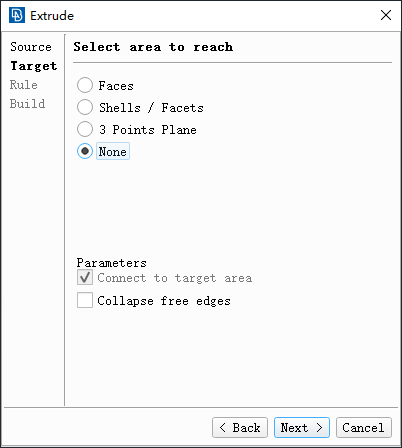 Extrude
Source
Target
Rule
Build
Select area to reach
Faces
Shells / Facets
3 Points Plane
None
Parameters
Connect to target area
Collapse free edges
< Back
Next >
Cancel